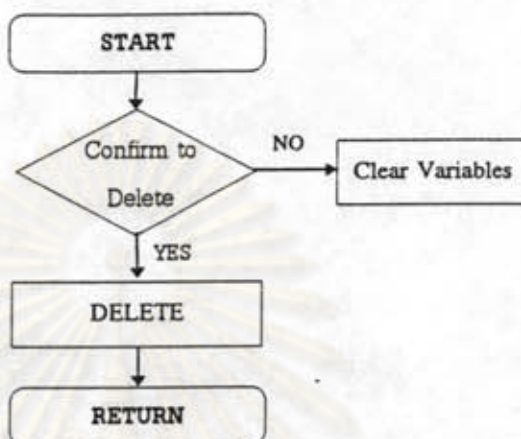 START
Confirm to
Delete
NO
Clear Variables
YES
DELETE
RETURN